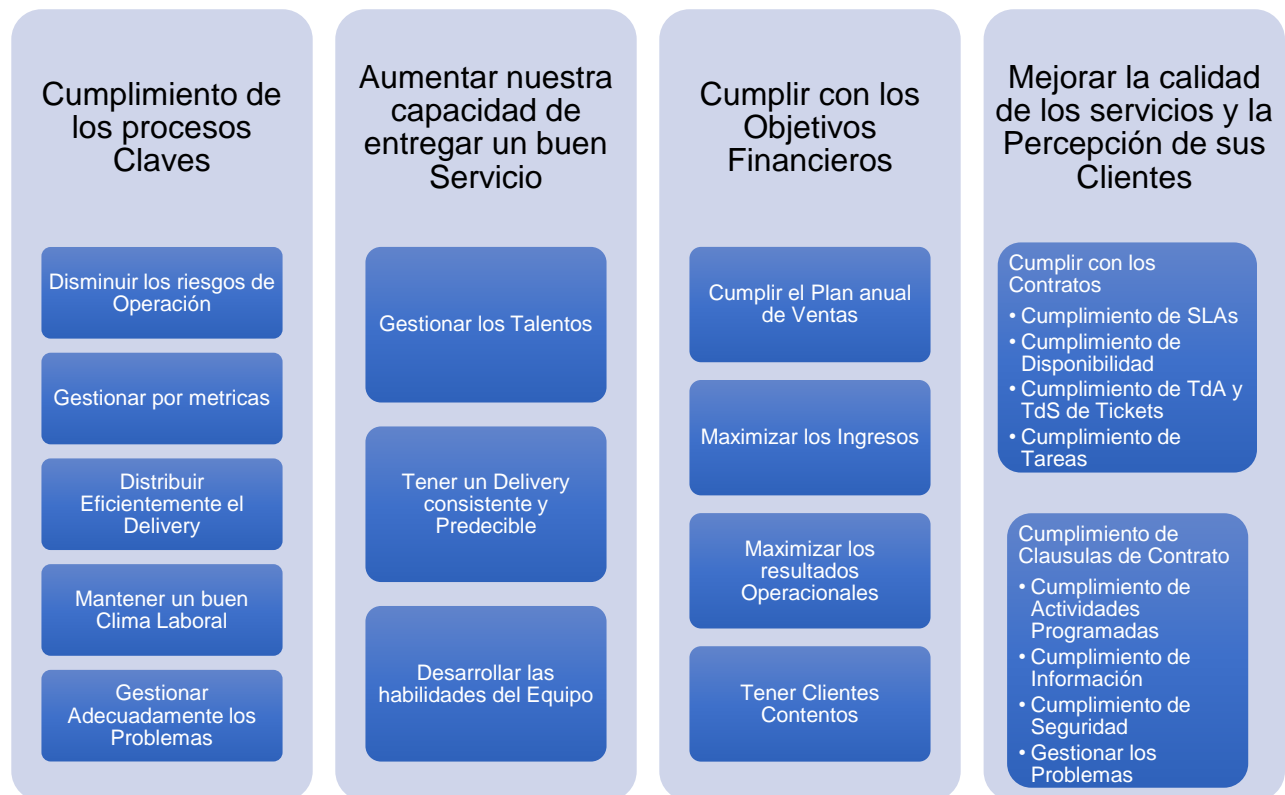 Cumplimiento de
los procesos
Claves
Disminuir los riesgos de
Operación
Gestionar por metricas
Distribuir
Eficientemente el
Delivery
Mantener un buen
Clima Laboral
Gestionar
Adecuadamente los
Problemas
Aumentar nuestra
capacidad de
entregar un buen
Servicio
Gestionar los Talentos
Tener un Delivery
consistente y
Predecible
Desarrollar las
habilidades del Equipo
Cumplir con los
Objetivos
Financieros
Cumplir el Plan anual
de Ventas
Maximizar los Ingresos
Maximizar los
resultados
Operacionales
Tener Clientes
Contentos
Mejorar la calidad
de los servicios y la
Percepción de sus
Clientes
Cumplir con los
Contratos
• Cumplimiento de SLAs
• Cumplimiento de
Disponibilidad
• Cumplimiento de TdA y
TdS de Tickets
• Cumplimiento de
Tareas
Cumplimiento de
Clausulas de Contrato
• Cumplimiento de
Actividades
Programadas
• Cumplimiento de
Información
• Cumplimiento de
Seguridad
• Gestionar los
Problemas